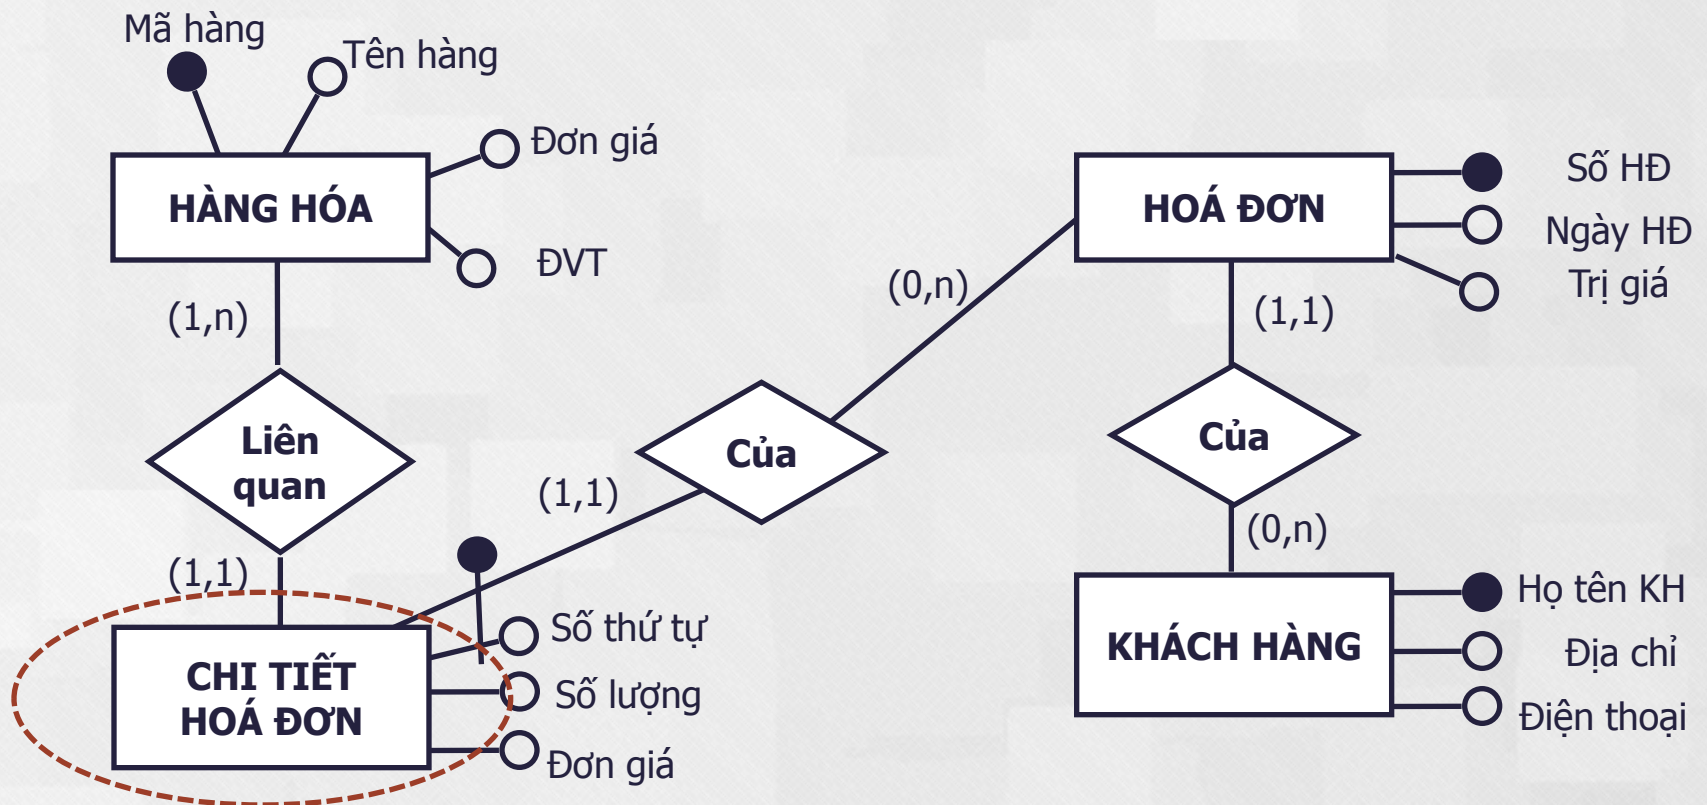 Mã hàng
Tên hàng
Đơn giá
HÀNG HÓA
ĐVT
(1,n)
Liên
quan
(1,1)
CHI TIẾT
HOÁ ĐƠN
Số thứ tự
Số lượng
Đơn giá
(1,1)
Của
(0,n)
HOÁ ĐƠN
Số HĐ
Ngày HĐ
Trị giá
(1,1)
Của
(0,n)
KHÁCH HÀNG
Họ tên KH
Địa chỉ
Điện thoại